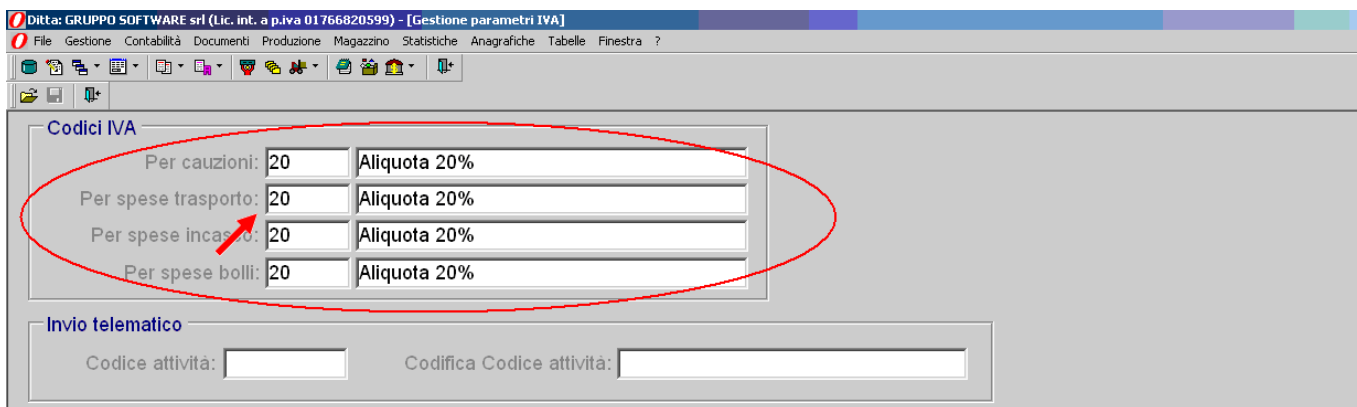 Ditta: GRUPPO SOFTWARE srl (Lic. int. a p.iva 01766820599) - [Gestione parametri IVA]
File Gestione Contabilità Documenti Produzione Magazzino Statistiche Anagrafiche Tabelle Finestra ?
Codici IVA
Per cauzioni: 20 Aliquota 20%
Per spese trasporto: 20 Aliquota 20%
Per spese incasso: 20 Aliquota 20%
Per spese bolli: 20 Aliquota 20%
Invio telematico
Codice attività: Codifica Codice attività: